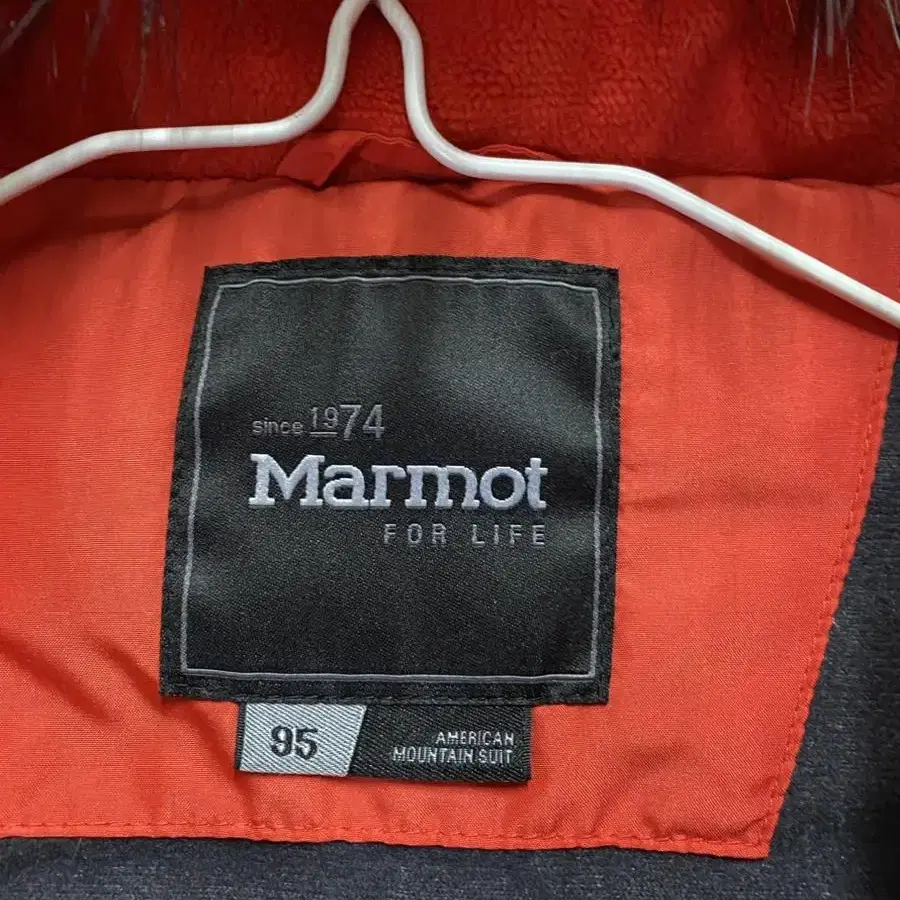 since 1974
Marmot
FOR LIFE
95
AMERICAN
MOUNTAIN SUIT